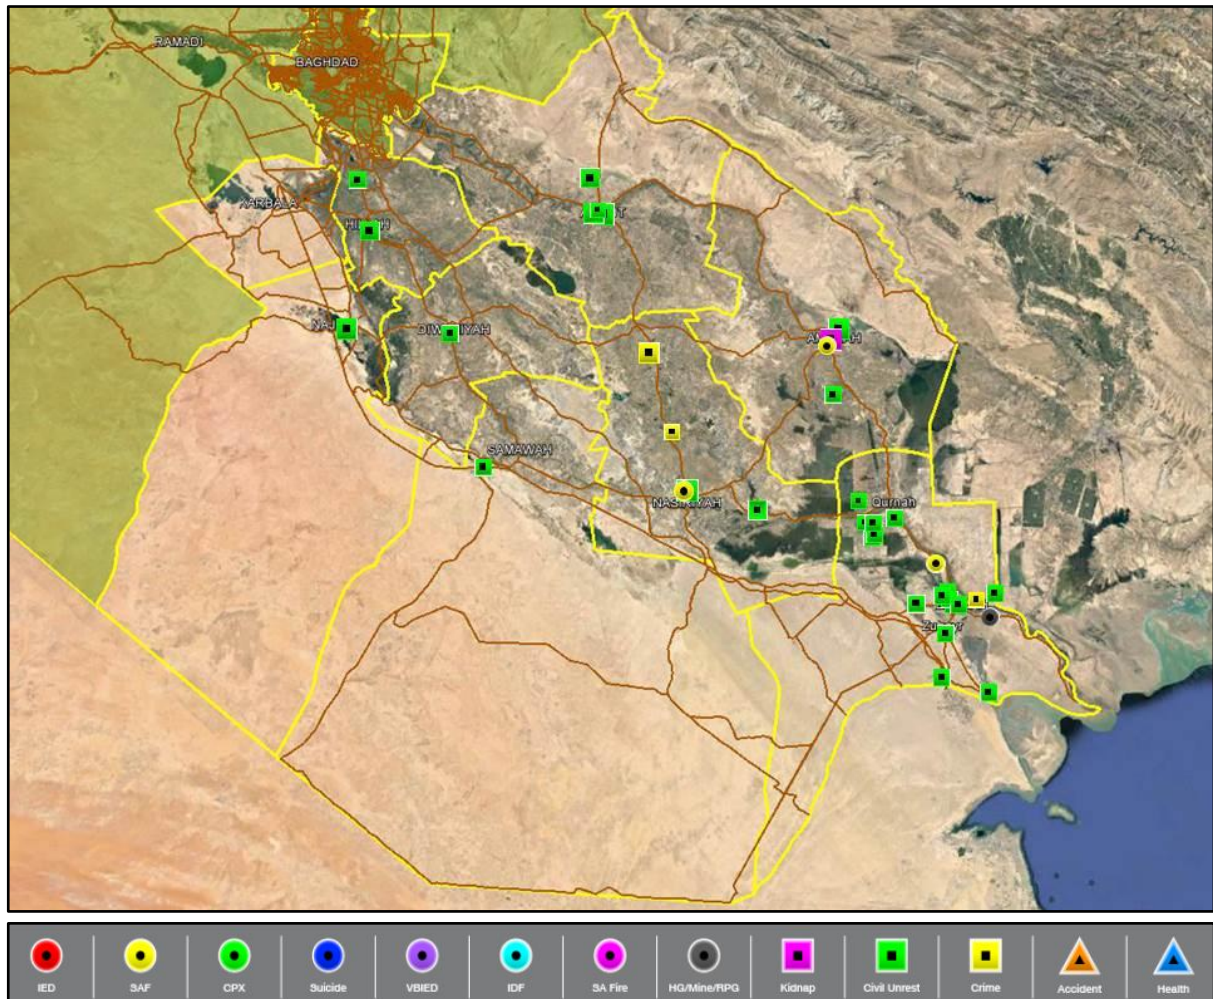 RAMADI
BAGHDAD
KARBALA
Qurnah
SAMAWAH
NASIRIYAH
IED
SAF
CPX
Suicide
VBIED
IDF
SA Fire
HG/Mine/RPG
Kidnap
Civil Unrest
Crime
Accident
Health